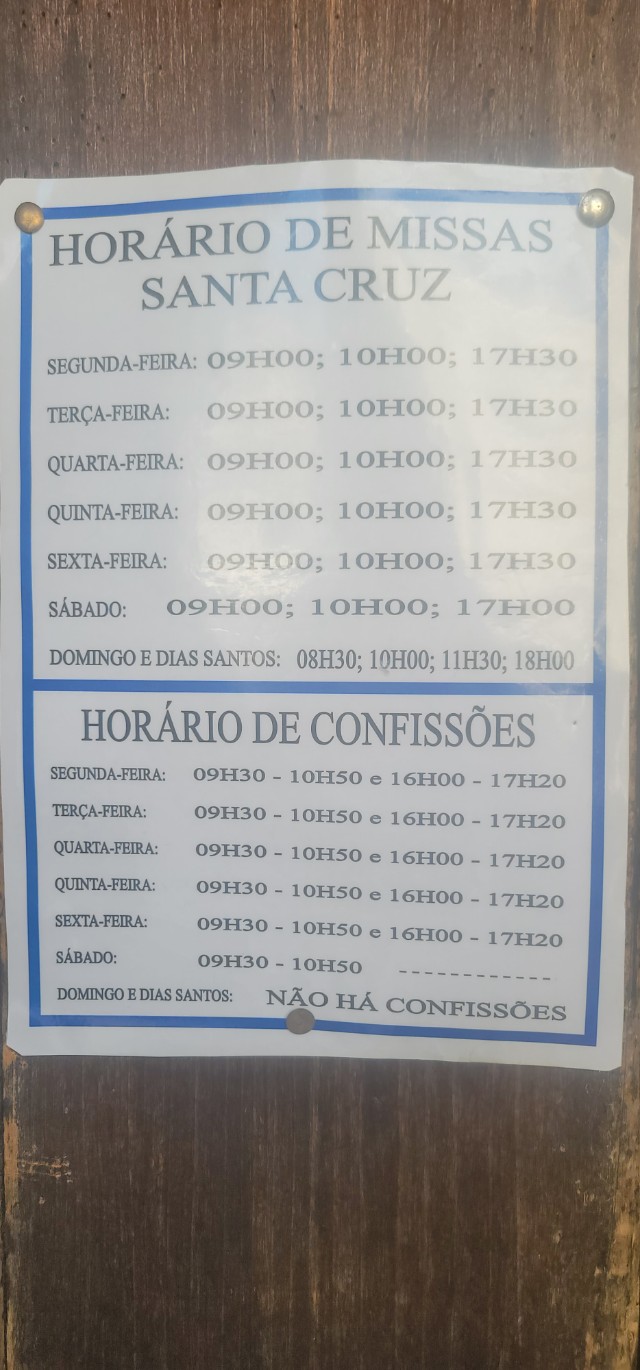 HORÁRIO DE MISSAS
SANTA CRUZ
SEGUNDA-FEIRA: 09H00; 10H00; 17H30
TERÇA-FEIRA: 09H00; 10H00; 17H30
QUARTA-FEIRA: 09H00; 10H00; 17H30
QUINTA-FEIRA: 09H00; 10H00; 17H30
SEXTA-FEIRA: 09H00; 10H00; 17H30
SÁBADO: 09H00; 10H00; 17H00
DOMINGO E DIAS SANTOS: 08H30; 10H00; 11H30; 18H00
HORÁRIO DE CONFISSÕES
SEGUNDA-FEIRA: 09H30 - 10H50 e 16H00 - 17H20
TERÇA-FEIRA: 09H30 - 10H50 e 16H00 - 17H20
QUARTA-FEIRA: 09H30 - 10H50 e 16H00 - 17H20
QUINTA-FEIRA: 09H30 - 10H50 e 16H00 - 17H20
SEXTA-FEIRA: 09H30 - 10H50 e 16H00 - 17H20
SÁBADO: 09H30 - 10H50 ------------
DOMINGO E DIAS SANTOS: NÃO HÁ CONFISSÕES